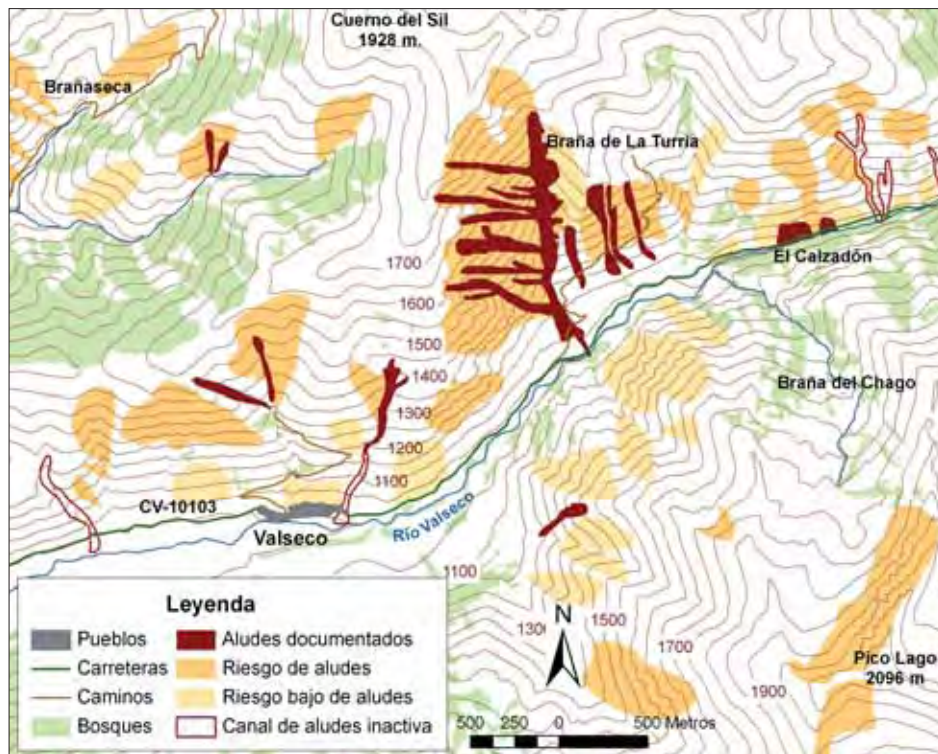 Cuerno del Sil
1928 m.
Brañaseca
Braña de La Turria
1700
El Calzadón
1600
1500
1400
Braña del Chago
1300
1200
1100
CV-10103
Río Valseco
Valseco
1100
Leyenda
Pueblos
Aludes documentados
Carreteras
Riesgo de aludes
Caminos
Riesgo bajo de aludes
Bosques
Canal de aludes inactiva
N
1500
1700
Pico Lago
2096 m
1900
500 250 0 500 Metros